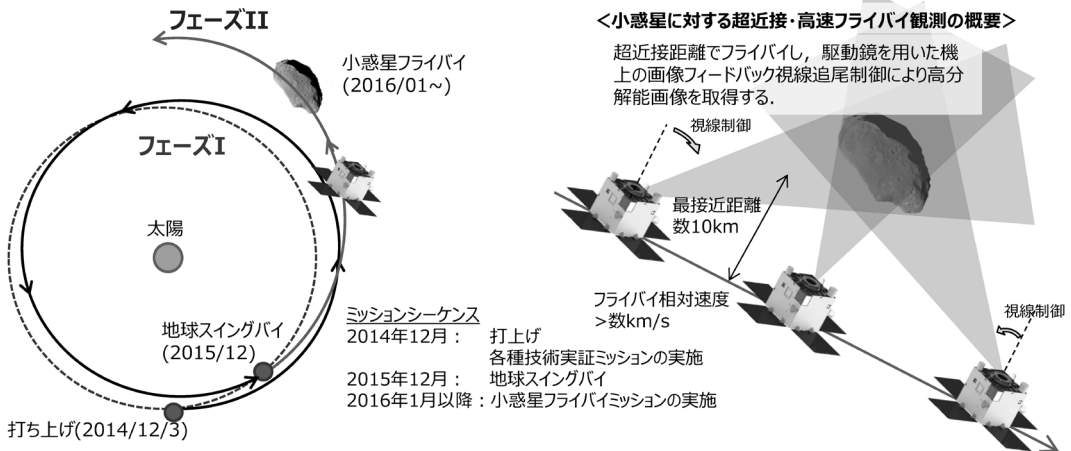 フェーズII
小惑星フライバイ
(2016/01~)
フェーズI
太陽
地球スイングバイ
(2015/12)
打ち上げ(2014/12/3)
ミッションシーケンス
2014年12月： 打上げ
各種技術実証ミッションの実施
2015年12月： 地球スイングバイ
2016年1月以降：小惑星フライバイミッションの実施
＜小惑星に対する超近接・高速フライバイ観測の概要＞
超近接距離でフライバイし，駆動鏡を用いた機
上の画像フィードバック視線追尾制御により高分
解能画像を取得する．
視線制御
最接近距離
数10km
フライバイ相対速度
>数km/s
視線制御